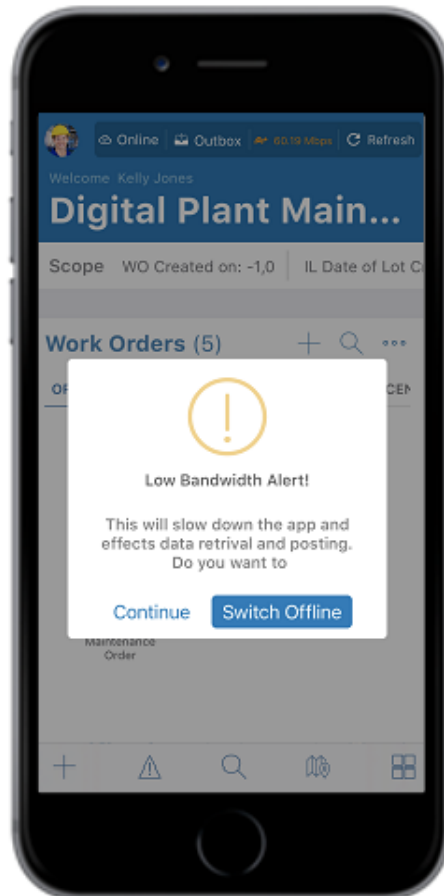 Online
Outbox
60.19 Mbps
Refresh
Welcome Kelly Jones
Digital Plant Main...
Scope WO Created on: -1,0 IL Date of Lot C
Work Orders (5)
Low Bandwidth Alert!
This will slow down the app and
effects data retrival and posting.
Do you want to
Continue
Switch Offline
Maintenance
Order